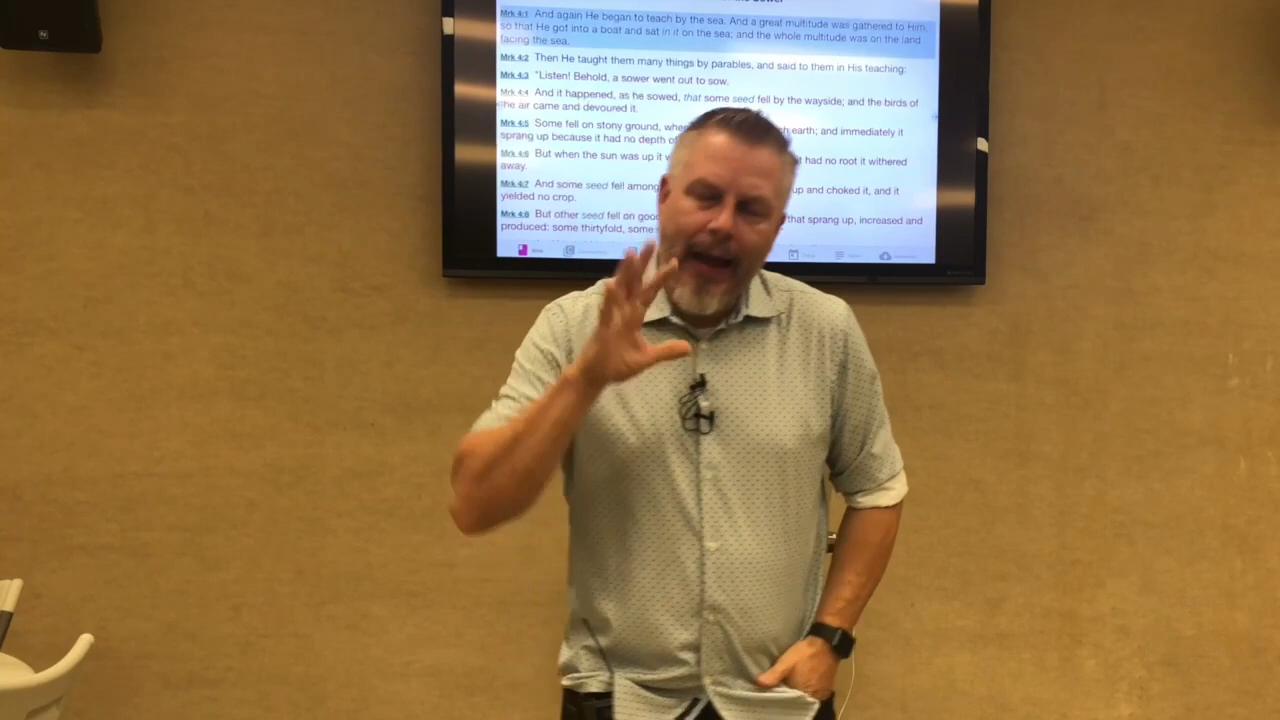 Mrk 4:1 And again He began to teach by the sea. And a great multitude was gathered to Him,
so that He got into a boat and sat in it on the sea; and the whole multitude was on the land
facing the sea.
Mrk 4:2 Then He taught them many things by parables, and said to them in His teaching:
Mrk 4:3 "Listen! Behold, a sower went out to sow.
Mrk 4:4 And it happened, as he sowed, that some seed fell by the wayside; and the birds of
the air came and devoured it.
Mrk 4:5 Some fell on stony ground, earth; and immediately it
sprang up because it had no depth
Mrk 4:6 But when the sun was up it had no root it withered
away.
Mrk 4:7 And some seed fell among up and choked it, and it
yielded no crop.
Mrk 4:8 But other seed fell on that sprang up, increased and
produced: some thirtyfold, some